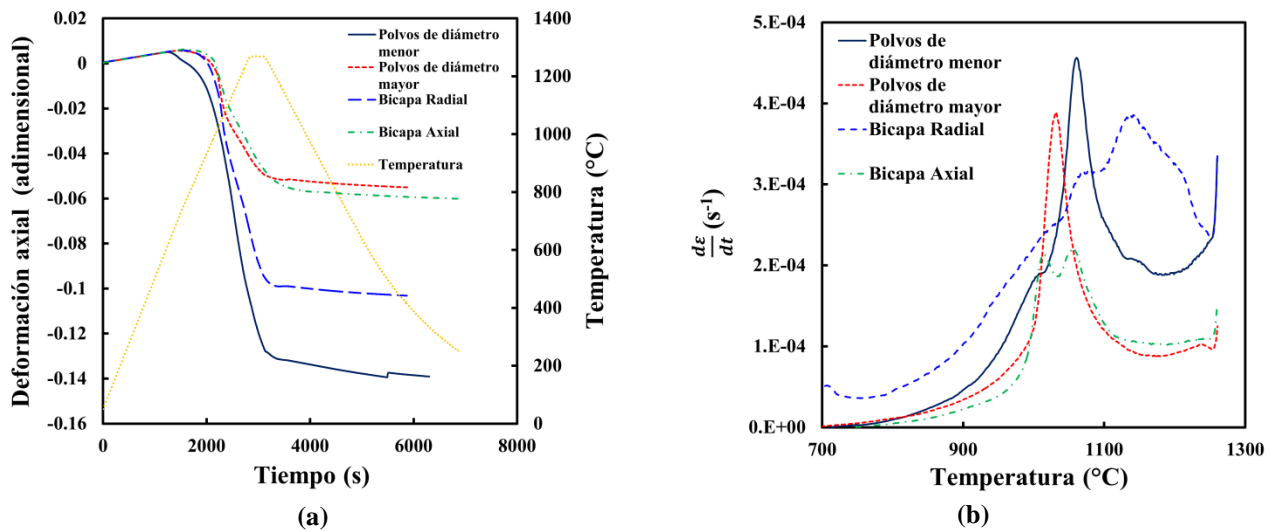 Deformación axial (adimensional)
0.02
0
-0.02
-0.04
-0.06
-0.08
-0.1
-0.12
-0.14
-0.16
0
2000
4000
6000
8000
Tiempo (s)
1400
1200
1000
800
600
400
200
0
Temperatura (°C)
Polvos de diámetro
menor
Polvos de diámetro
mayor
Bicapa Radial
Bicapa Axial
Temperatura
(a)
dε
dt
(s-1)
5.E-04
4.E-04
3.E-04
2.E-04
1.E-04
0.E+00
700
900
1100
1300
Temperatura (°C)
Polvos de
diámetro menor
Polvos de
diámetro mayor
Bicapa Radial
Bicapa Axial
(b)